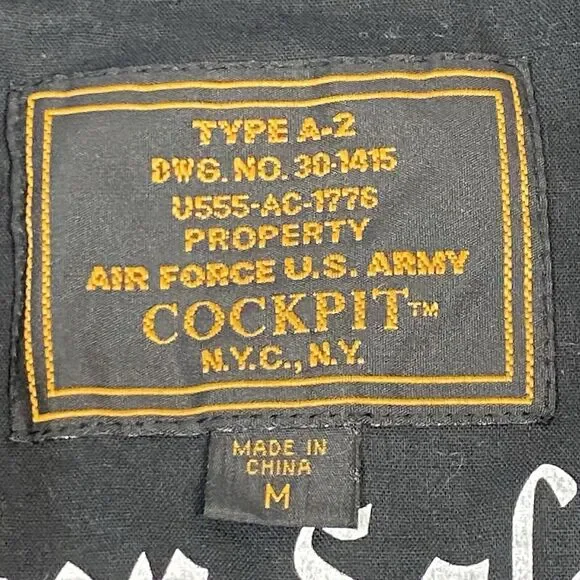 TYPE A-2
DWG. NO. 30-1415
U555-AC-1776
PROPERTY
AIR FORCE U.S. ARMY
COCKPIT™
N.Y.C., N.Y.
MADE IN
CHINA
M